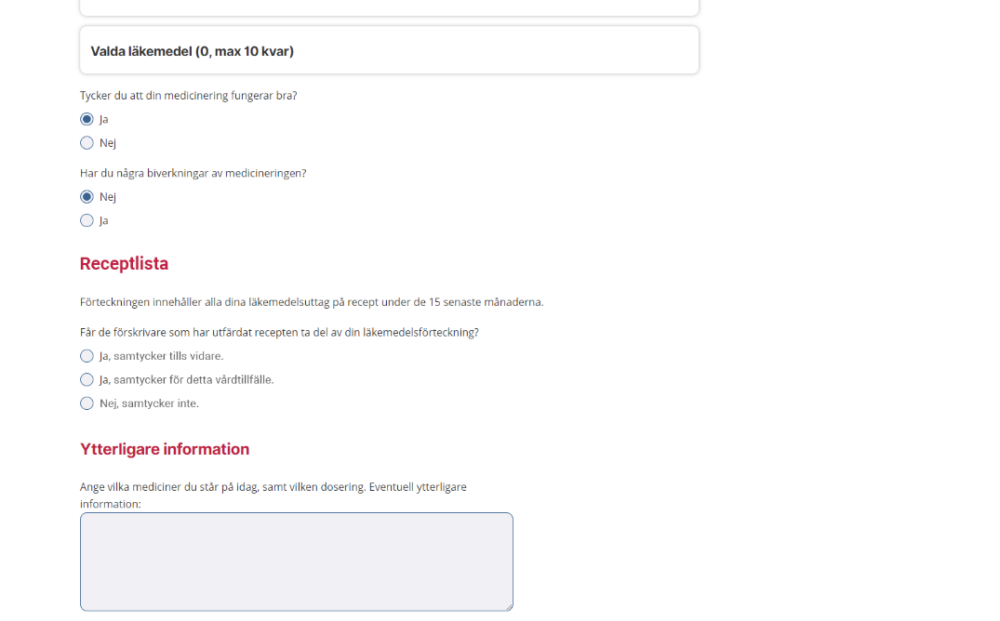 Valda läkemedel (0, max 10 kvar)
Tycker du att din medicinering fungerar bra?
Ja
Nej
Har du några biverkningar av medicineringen?
Nej
Ja
Receptlista
Förteckningen innehåller alla dina läkemedelsuttag på recept under de 15 senaste månaderna.
Får de förskrivare som har utfärdat recepten ta del av din läkemedelsförteckning?
Ja, samtycker tills vidare.
Ja, samtycker för detta vårdtillfälle.
Nej, samtycker inte.
Ytterligare information
Ange vilka mediciner du står på idag, samt vilken dosering. Eventuell ytterligare
information: